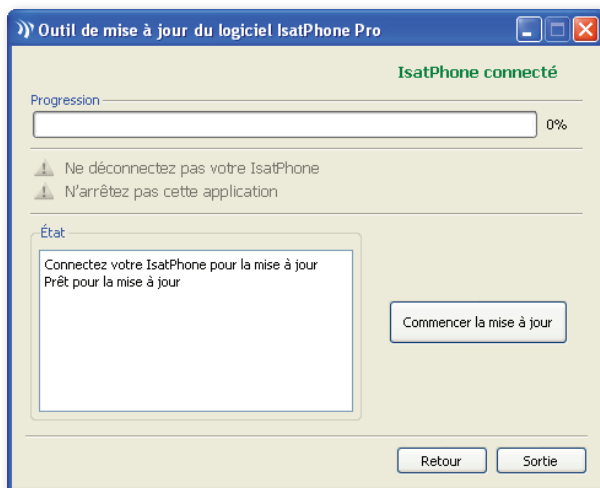 Outil de mise à jour du logiciel IsatPhone Pro
IsatPhone connecté
Progression
0%
Ne déconnectez pas votre IsatPhone
N'arrêtez pas cette application
État
Connectez votre IsatPhone pour la mise à jour
Prêt pour la mise à jour
Commencer la mise à jour
Retour
Sortie